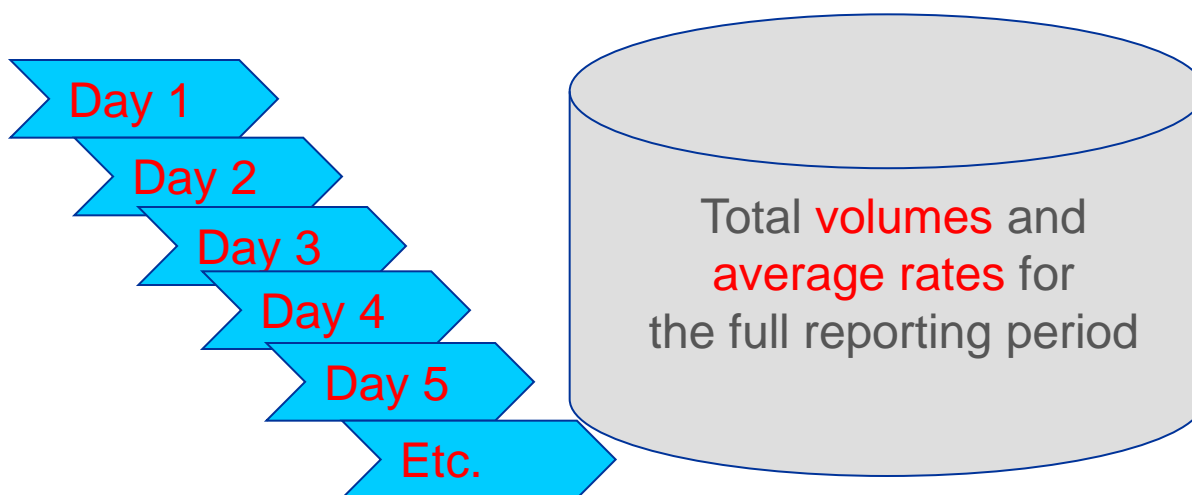 Day 1
Day 2
Day 3
Day 4
Day 5
Etc.
Total volumes and
average rates for
the full reporting period